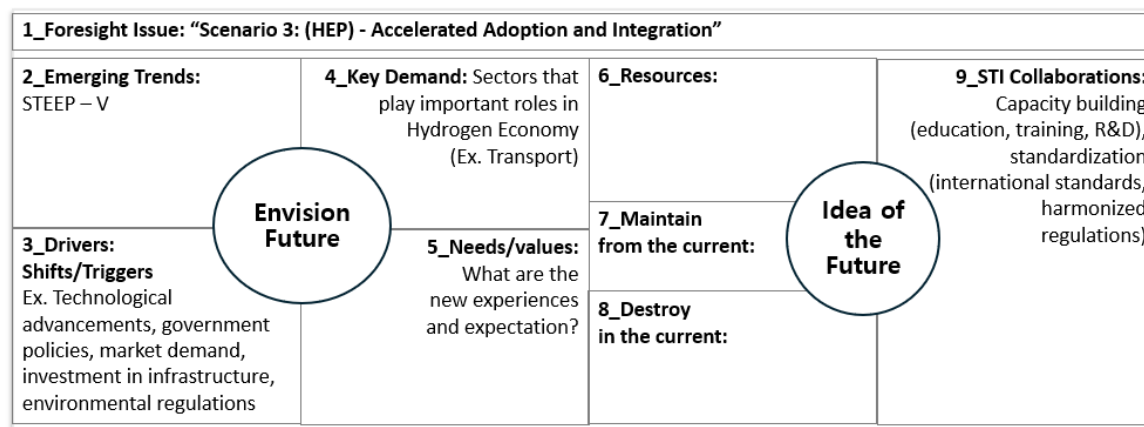 1_Foresight Issue: “Scenario 3: (HEP) - Accelerated Adoption and Integration”
2_Emerging Trends:
STEEP – V
3_Drivers:
Shifts/Triggers
Ex. Technological
advancements, government
policies, market demand,
investment in infrastructure,
environmental regulations
Envision
Future
4_Key Demand: Sectors that
play important roles in
Hydrogen Economy
(Ex. Transport)
5_Needs/values:
What are the
new experiences
and expectation?
6_Resources:
7_Maintain
from the current:
8_Destroy
in the current:
Idea of
the
Future
9_STI Collaborations:
Capacity building
(education, training, R&D),
standardization
(international standards,
harmonized
regulations)